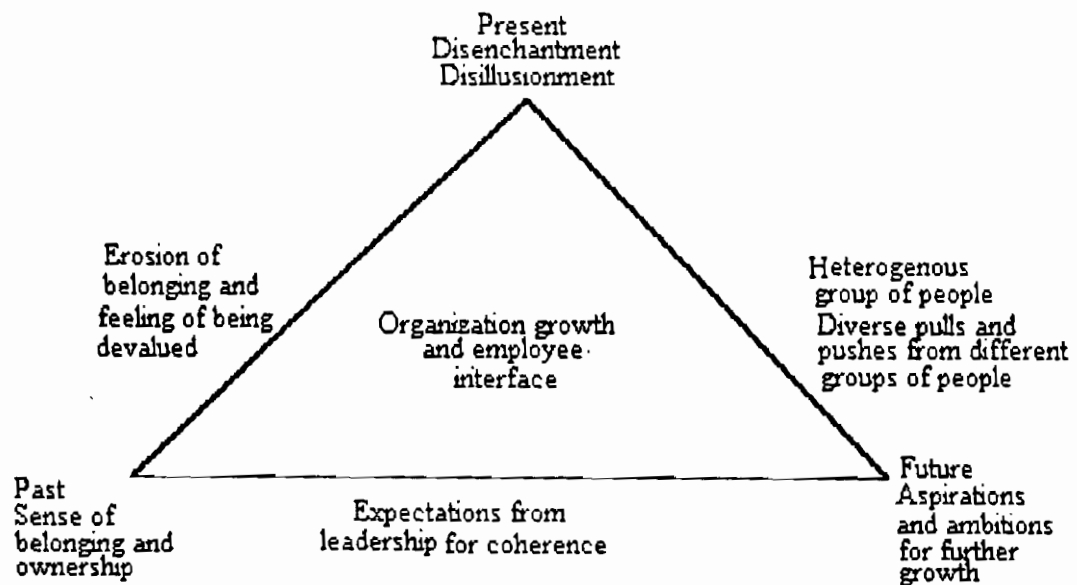 Present
Disenchantment
Disillusionment
Erosion of
belonging and
feeling of being
devalued
Heterogenous
group of people
Diverse pulls and
pushes from different
groups of people
Organization growth
and employee
interface
Past
Sense of
belonging and
ownership
Expectations from
leadership for coherence
Future
Aspirations
and ambitions
for further
growth